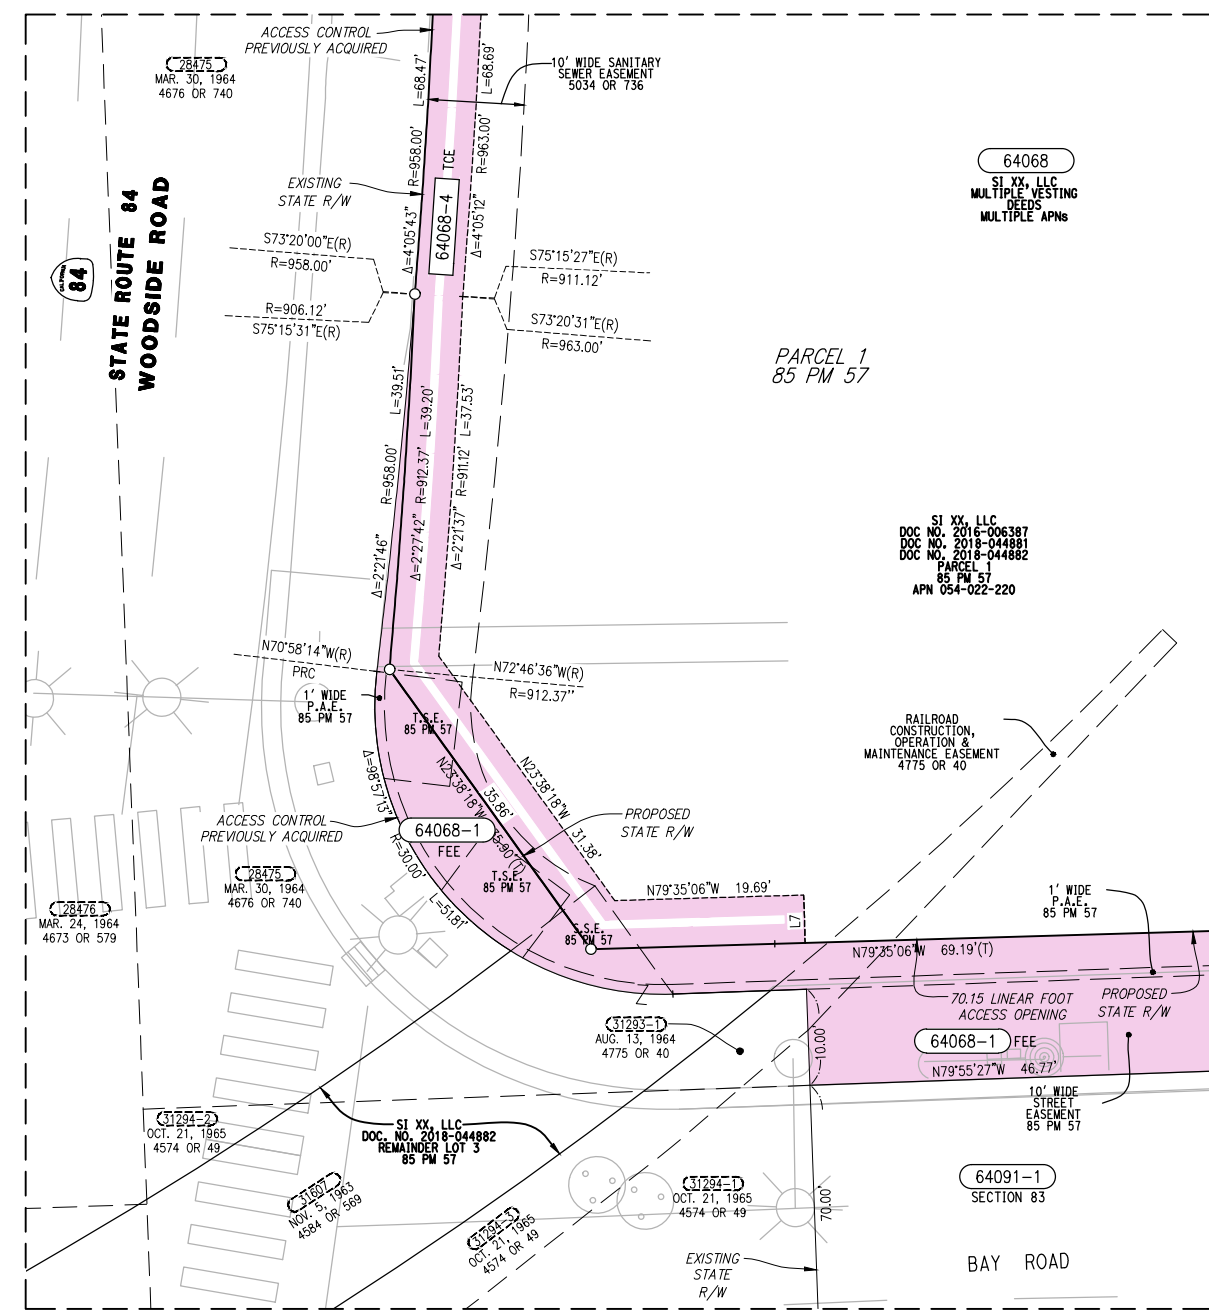 ACCESS CONTROL
PREVIOUSLY ACQUIRED
28475
MAR. 30, 1964
4676 OR 740
L=68.47'
R=958.00'
Δ=4°05'43"
L=68.69'
R=963.00'
Δ=4°05'12"
TCE
64068-4
10' WIDE SANITARY
SEWER EASEMENT
5034 OR 736
64068
SI XX, LLC
MULTIPLE VESTING
DEEDS
MULTIPLE APNs
EXISTING
STATE R/W
STATE ROUTE 84
WOODSIDE ROAD
CALIFORNIA
84
S73°20'00"E(R)
R=958.00'
R=906.12'
S75°15'31"E(R)
S75°15'27"E(R)
R=911.12'
S73°20'31"E(R)
R=963.00'
PARCEL 1
85 PM 57
L=39.51'
R=958.00'
Δ=2°21'46"
L=39.20'
R=912.37'
Δ=2°27'42"
L=37.53'
R=911.12'
Δ=2°21'37"
SI XX, LLC
DOC NO. 2016-006387
DOC NO. 2018-044881
DOC NO. 2018-044882
PARCEL 1
85 PM 57
APN 054-022-220
N70°58'14"W(R)
PRC
N72°46'36"W(R)
R=912.37''
1' WIDE
P.A.E.
85 PM 57
T.S.E.
85 PM 57
RAILROAD
CONSTRUCTION,
OPERATION &
MAINTENANCE EASEMENT
4775 OR 40
Δ=98°57'13"
R=30.00'
L=51.81'
N23°38'18"W
75.90'(T)
35.86'
N23°38'18"W 31.38'
ACCESS CONTROL
PREVIOUSLY ACQUIRED
64068-1
FEE
PROPOSED
STATE R/W
T.S.E.
85 PM 57
28475
MAR. 30, 1964
4676 OR 740
28476
MAR. 24, 1964
4673 OR 579
N79°35'06"W 19.69'
L7
1' WIDE
P.A.E.
85 PM 57
S.S.E.
85 PM 57
N79°35'06"W 69.19'(T)
70.15 LINEAR FOOT
ACCESS OPENING
PROPOSED
STATE R/W
31293-1
AUG. 13, 1964
4775 OR 40
10.00'
64068-1 FEE
N79°55'27"W 46.77'
10' WIDE
STREET
EASEMENT
85 PM 57
31294-2
OCT. 21, 1965
4574 OR 49
SI XX, LLC
DOC. NO. 2018-044882
REMAINDER LOT 3
85 PM 57
31607
NOV. 5, 1963
4584 OR 569
31294-3
OCT. 21, 1965
4574 OR 49
31294-1
OCT. 21, 1965
4574 OR 49
70.00'
64091-1
SECTION 83
EXISTING
STATE
R/W
BAY ROAD